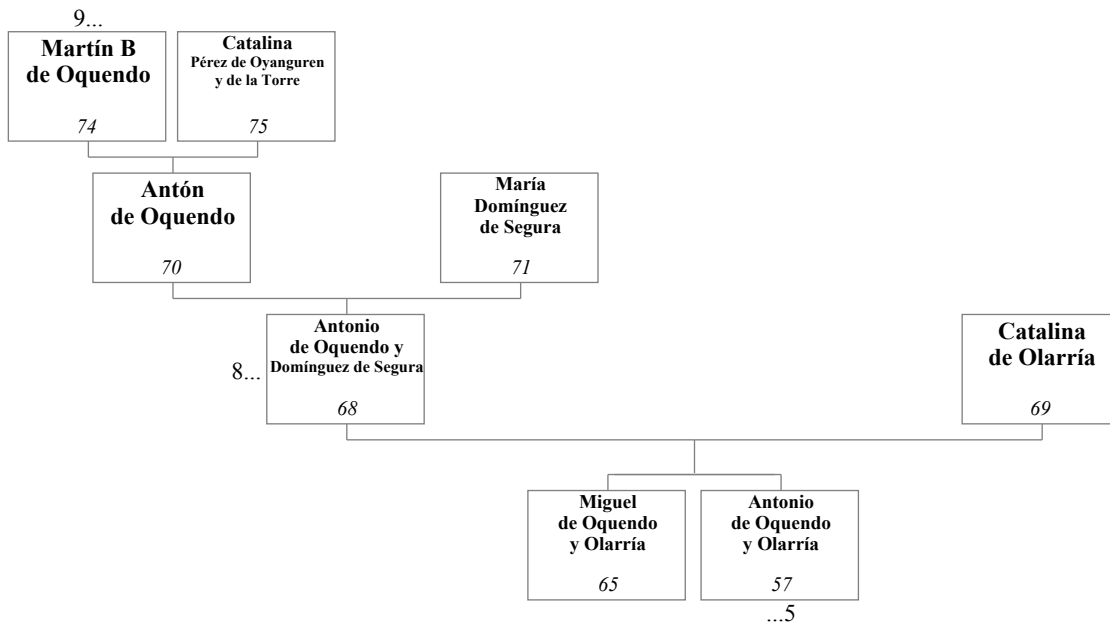 9...
Martín B
de Oquendo
74
Catalina
Pérez de Oyanguren
y de la Torre
75
Antón
de Oquendo
70
María
Domínguez
de Segura
71
8...
Antonio
de Oquendo y
Domínguez de Segura
68
Catalina
de Olarría
69
Miguel
de Oquendo
y Olarría
65
Antonio
de Oquendo
y Olarría
57
...5